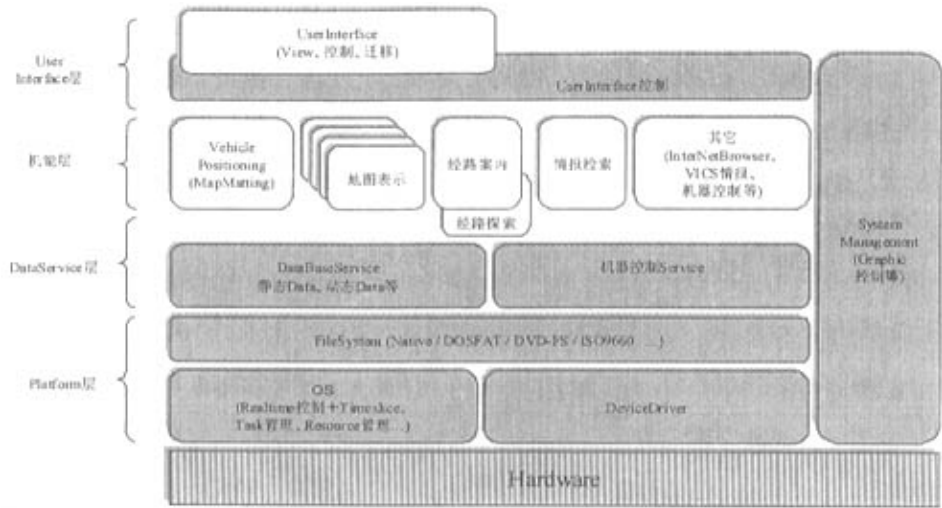 User
Interface层
UserInterface
(View、控制、迁移)
UserInterface控制
机能层
Vehicle
Positioning
(MapMatting)
地图表示
经路案内
经路探索
情报检索
其它
(InterNetBrowser、
VICS情报、
机器控制等)
System
Management
(Graphic
控制等)
DataService层
DataBaseService
静态Data、动态Data等
机器控制Service
Platform层
FileSystem (Native / DOSFAT / DVD-FS / ISO9660 …)
OS
(Realtime控制+Timeslice、
Task管理、Resource管理…)
DeviceDriver
Hardware